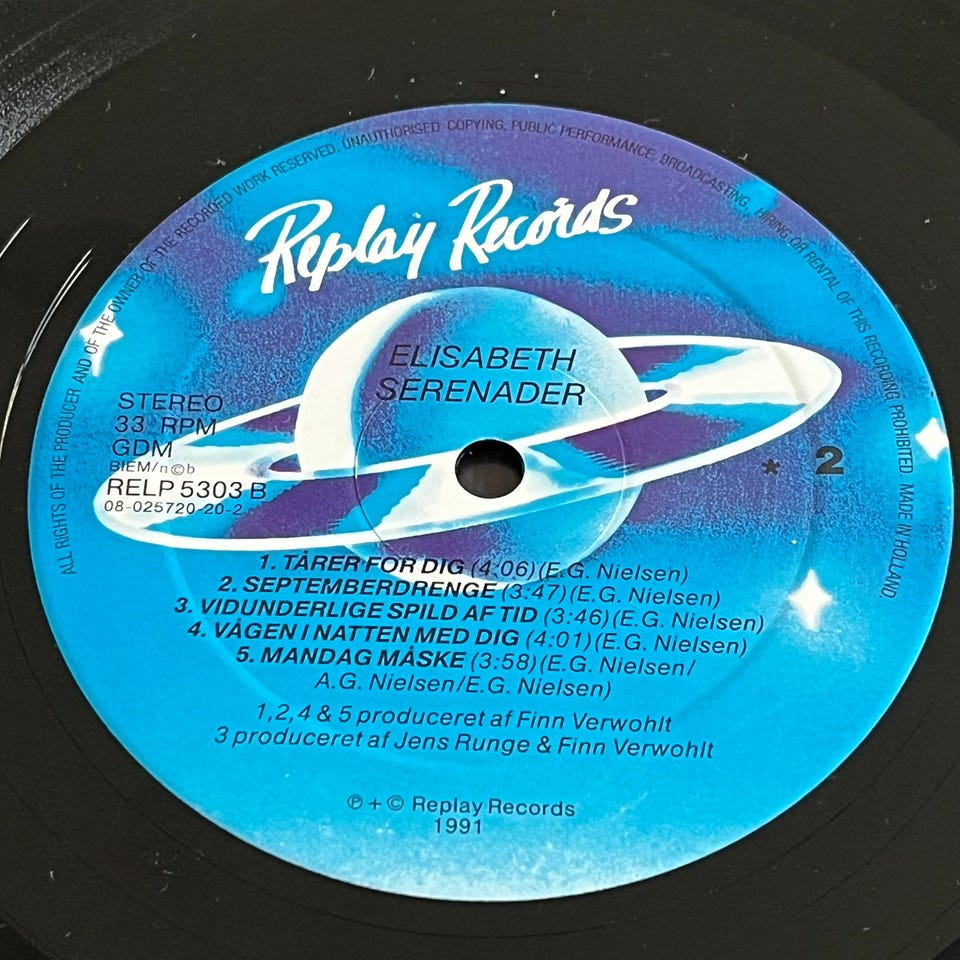 ALL RIGHTS OF THE PRODUCER AND OF THE OWNER OF THE RECORDED WORK RESERVED. UNAUTHORISED COPYING, PUBLIC PERFORMANCE, BROADCASTING, HIRING OR RENTAL OF THIS RECORDING PROHIBITED. MADE IN HOLLAND.
Replay Records
ELISABETH
SERENADER
STEREO
33 RPM
GDM
BIEM/n©b
RELP 5303 B
08-025720-20-2
* 2
1. TÅRER FOR DIG (4:06)(E.G. Nielsen)
2. SEPTEMBERDRENGE (3:47)(E.G. Nielsen)
3. VIDUNDERLIGE SPILD AF TID (3:46)(E.G. Nielsen)
4. VÅGEN I NATTEN MED DIG (4:01)(E.G. Nielsen)
5. MANDAG MÅSKE (3:58)(E.G. Nielsen/
A.G. Nielsen/E.G. Nielsen)
1,2,4 & 5 produceret af Finn Verwohlt
3 produceret af Jens Runge & Finn Verwohlt
℗ + © Replay Records
1991